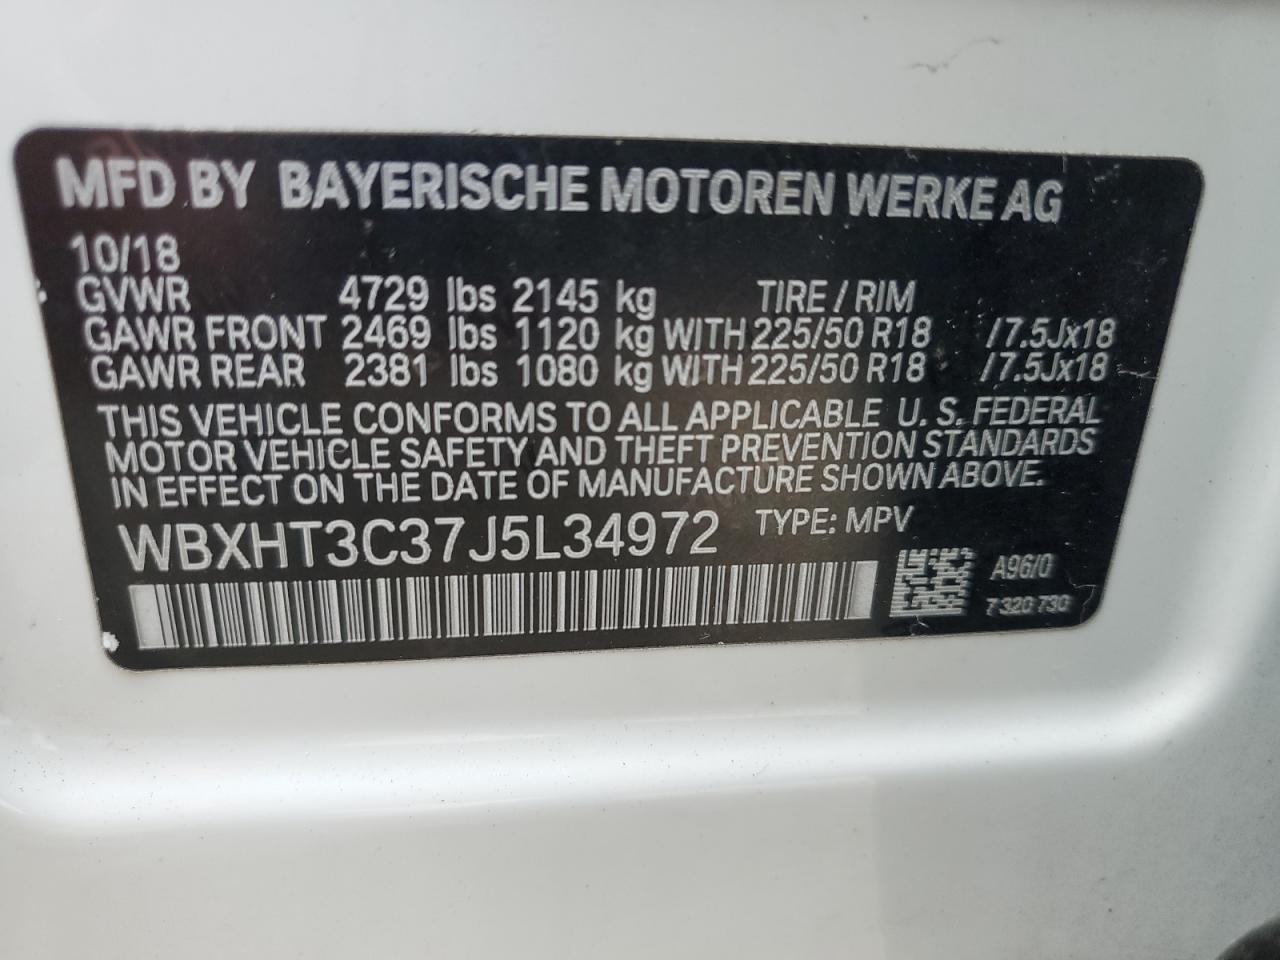 MFD BY BAYERISCHE MOTOREN WERKE AG
10/18
GVWR 4729 lbs 2145 kg TIRE / RIM
GAWR FRONT 2469 lbs 1120 kg WITH 225/50 R18 /7.5Jx18
GAWR REAR 2381 lbs 1080 kg WITH 225/50 R18 /7.5Jx18
THIS VEHICLE CONFORMS TO ALL APPLICABLE U. S. FEDERAL
MOTOR VEHICLE SAFETY AND THEFT PREVENTION STANDARDS
IN EFFECT ON THE DATE OF MANUFACTURE SHOWN ABOVE.
WBXHT3C37J5L34972 TYPE: MPV
A96/0
7 320 730